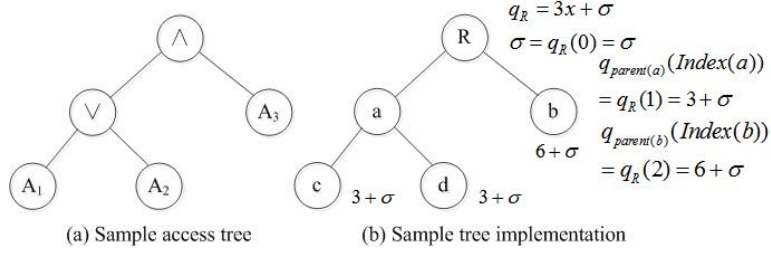 ∧
∨
A₃
A₁
A₂
(a) Sample access tree
R
a
b
c
d
3+σ
3+σ
6+σ
q_R = 3x+σ
σ = q_R(0) = σ
q_parent(a)(Index(a))
= q_R(1) = 3+σ
q_parent(b)(Index(b))
= q_R(2) = 6+σ
(b) Sample tree implementation